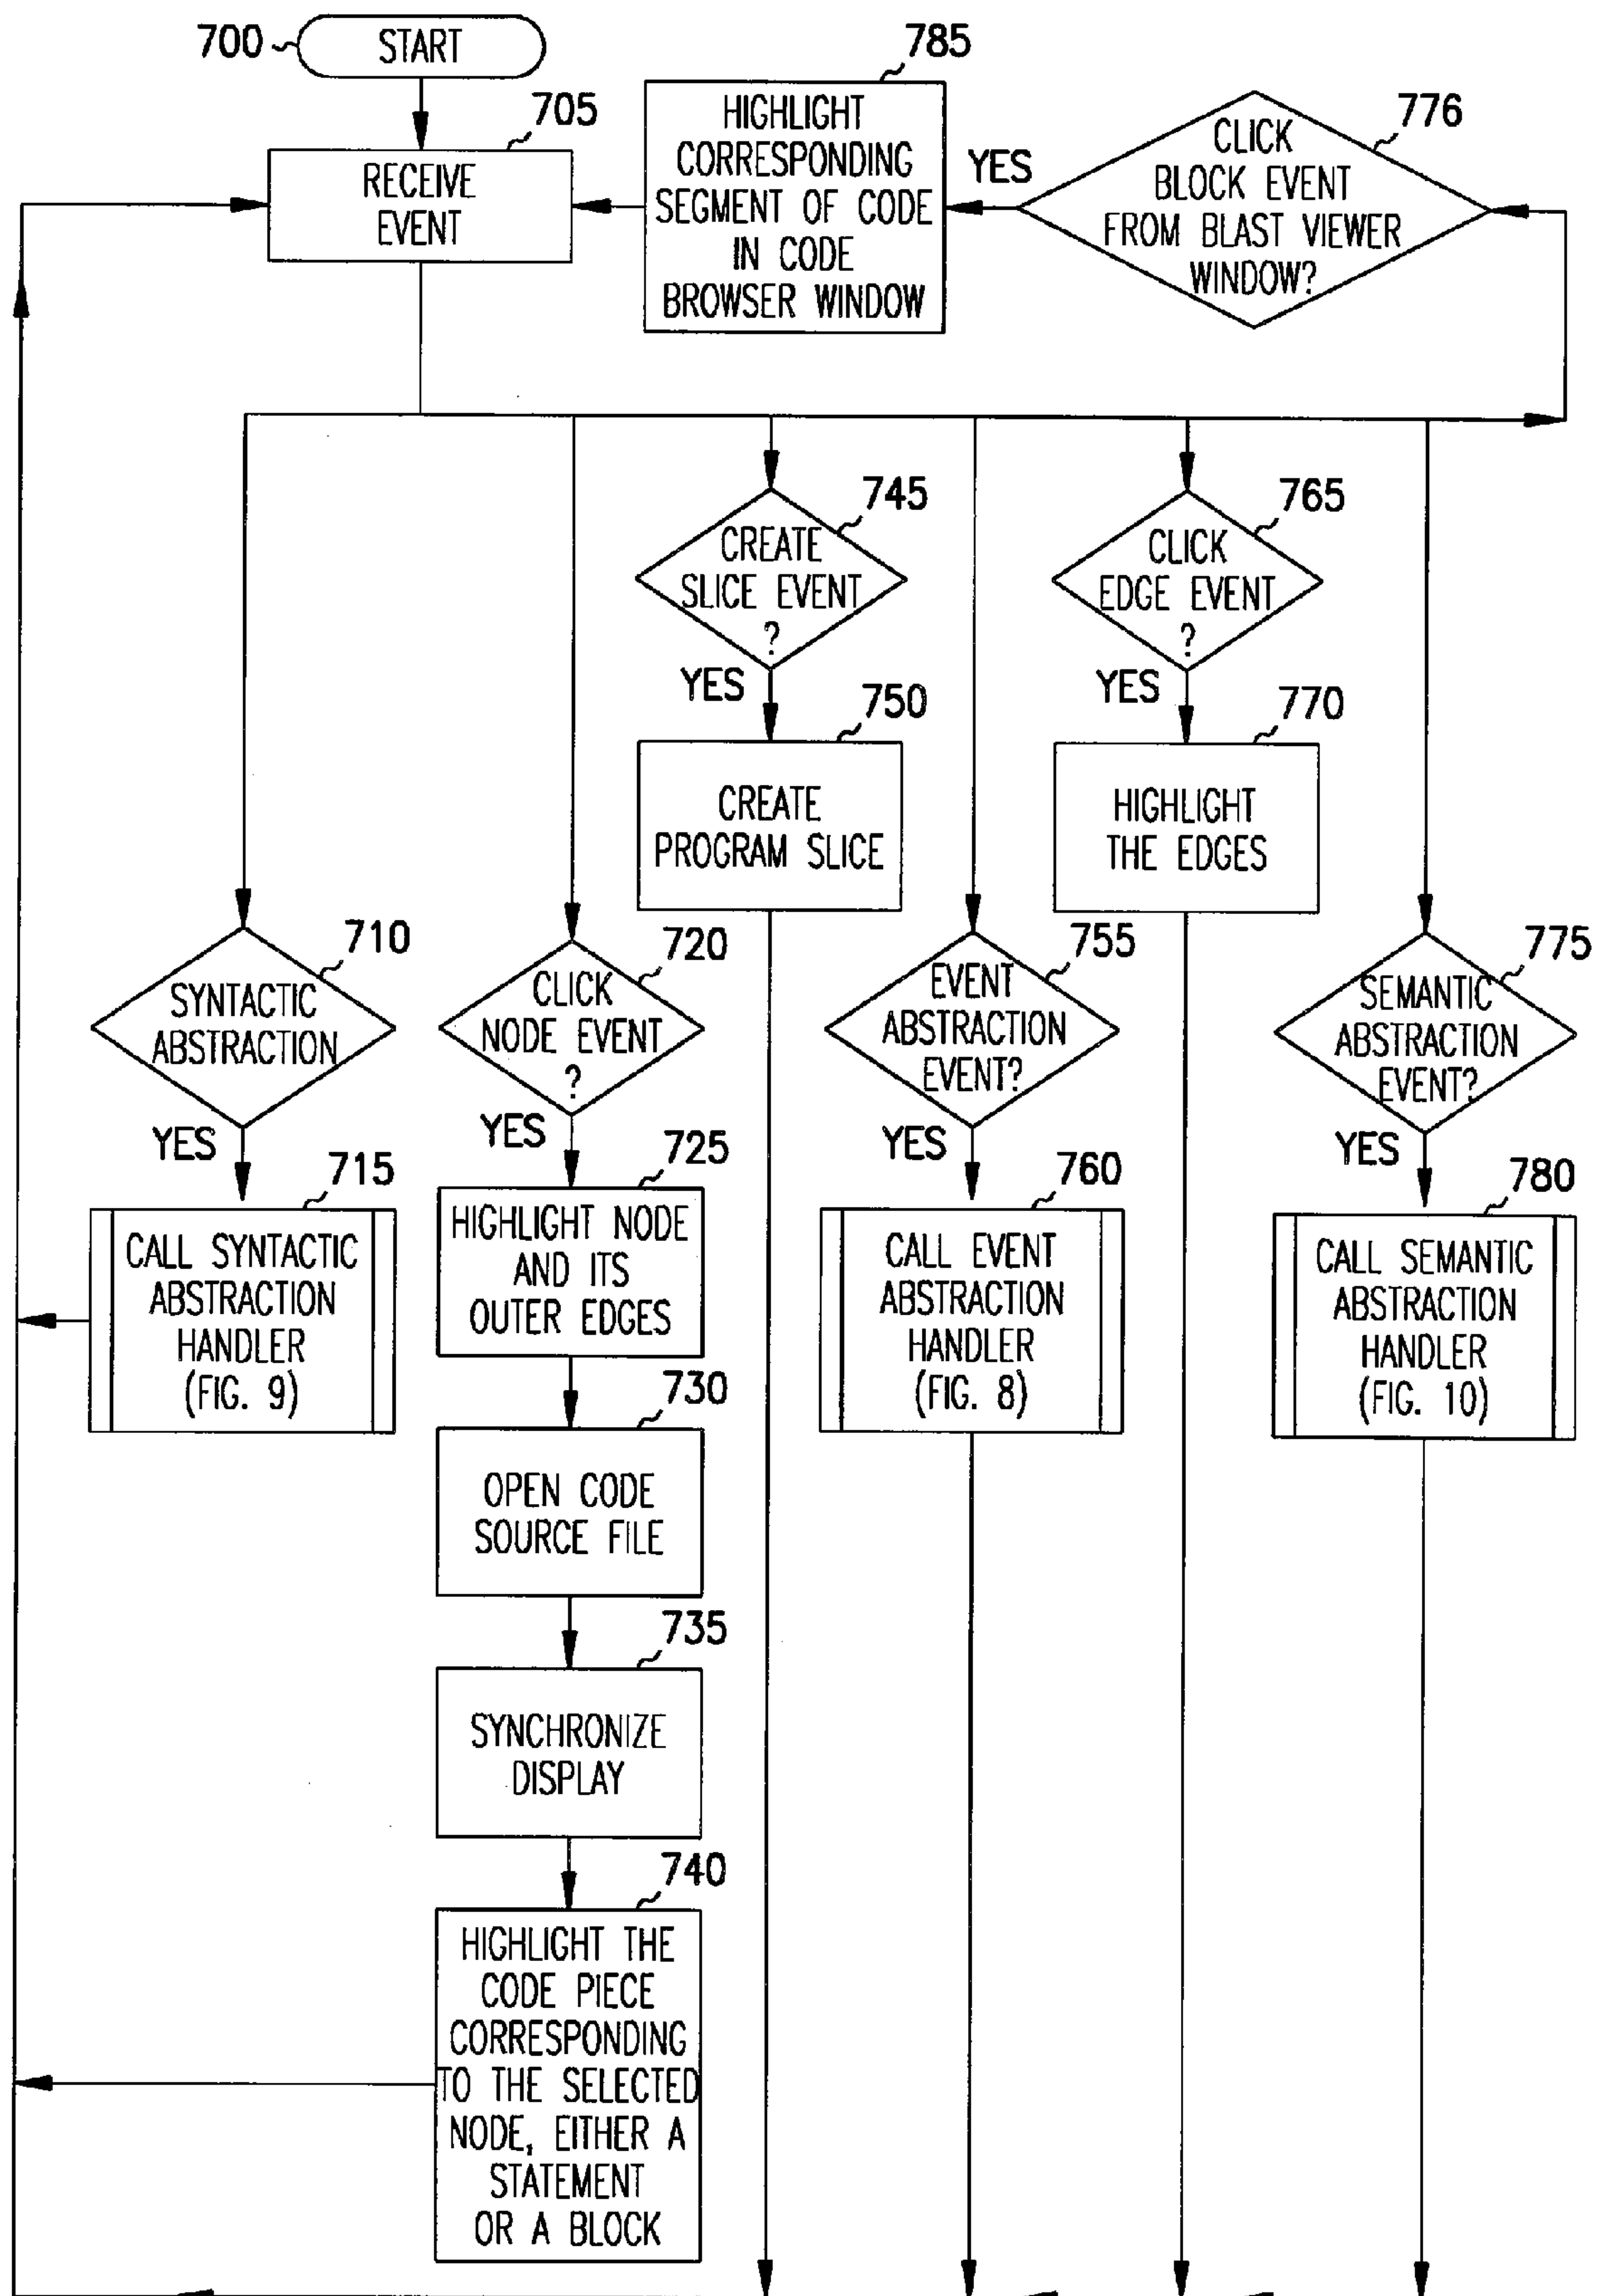 700
START
705
RECEIVE
EVENT
785
HIGHLIGHT
CORRESPONDING
SEGMENT OF CODE
IN CODE
BROWSER WINDOW
YES
776
CLICK
BLOCK EVENT
FROM BLAST VIEWER
WINDOW?
745
CREATE
SLICE EVENT
?
YES
750
CREATE
PROGRAM SLICE
765
CLICK
EDGE EVENT
?
YES
770
HIGHLIGHT
THE EDGES
710
SYNTACTIC
ABSTRACTION
YES
715
CALL SYNTACTIC
ABSTRACTION
HANDLER
(FIG. 9)
720
CLICK
NODE EVENT
?
YES
725
HIGHLIGHT NODE
AND ITS
OUTER EDGES
730
OPEN CODE
SOURCE FILE
735
SYNCHRONIZE
DISPLAY
740
HIGHLIGHT THE
CODE PIECE
CORRESPONDING
TO THE SELECTED
NODE, EITHER A
STATEMENT
OR A BLOCK
755
EVENT
ABSTRACTION
EVENT?
YES
760
CALL EVENT
ABSTRACTION
HANDLER
(FIG. 8)
775
SEMANTIC
ABSTRACTION
EVENT?
YES
780
CALL SEMANTIC
ABSTRACTION
HANDLER
(FIG. 10)